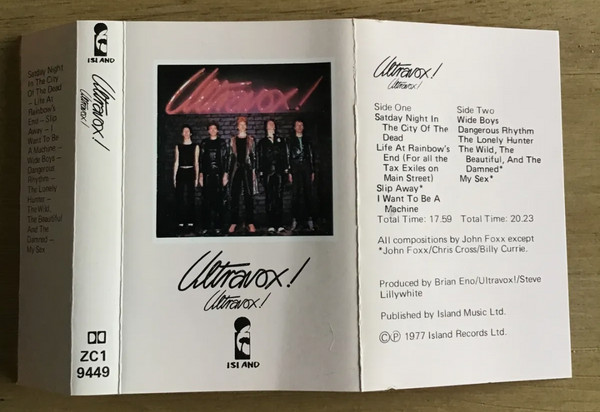 Satday Night
In The City
Of The Dead
– Life At
Rainbow's
End – Slip
Away – I
Want To Be
A Machine –
Wide Boys –
Dangerous
Rhythm –
The Lonely
Hunter –
The Wild,
The Beautiful
And The
Damned –
My Sex
ISLAND
Ultravox!
Ultravox!
ZC1
9449
Ultravox!
Ultravox!
Ultravox!
ISLAND
Ultravox!
Ultravox!
Side One
Satday Night In
The City Of The
Dead
Life At Rainbow's
End (For all the
Tax Exiles on
Main Street)
Slip Away*
I Want To Be A
Machine
Total Time: 17.59
Side Two
Wide Boys
Dangerous Rhythm
The Lonely Hunter
The Wild, The
Beautiful, And The
Damned*
My Sex*
Total Time: 20.23
All compositions by John Foxx except
*John Foxx/Chris Cross/Billy Currie.
Produced by Brian Eno/Ultravox!/Steve
Lillywhite
Published by Island Music Ltd.
©℗ 1977 Island Records Ltd.